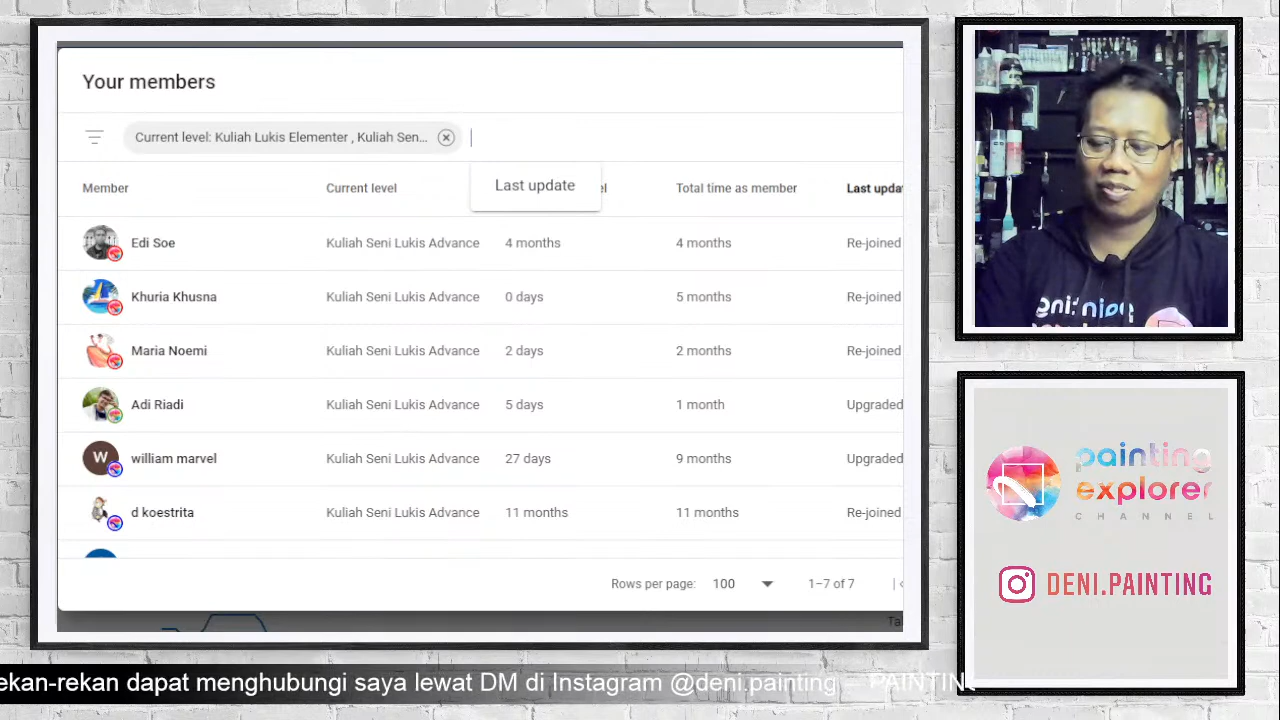 Your members
Current level: Kuliah Lukis Elementer , Kuliah Sen...
Last update
Member Current level el Total time as member Last upda
Edi Soe Kuliah Seni Lukis Advance 4 months 4 months Re-joined
Khuria Khusna Kuliah Seni Lukis Advance 0 days 5 months Re-joined
Maria Noemi Kuliah Seni Lukis Advance 2 days 2 months Re-joined
Adi Riadi Kuliah Seni Lukis Advance 5 days 1 month Upgraded
W william marvel Kuliah Seni Lukis Advance 27 days 9 months Upgraded
d koestrita Kuliah Seni Lukis Advance 11 months 11 months Re-joined
Rows per page: 100 1–7 of 7
Ta
painting
explorer
CHANNEL
DENI.PAINTING
ekan-rekan dapat menghubungi saya lewat DM di Instagram @deni.painting -- PAINTIN